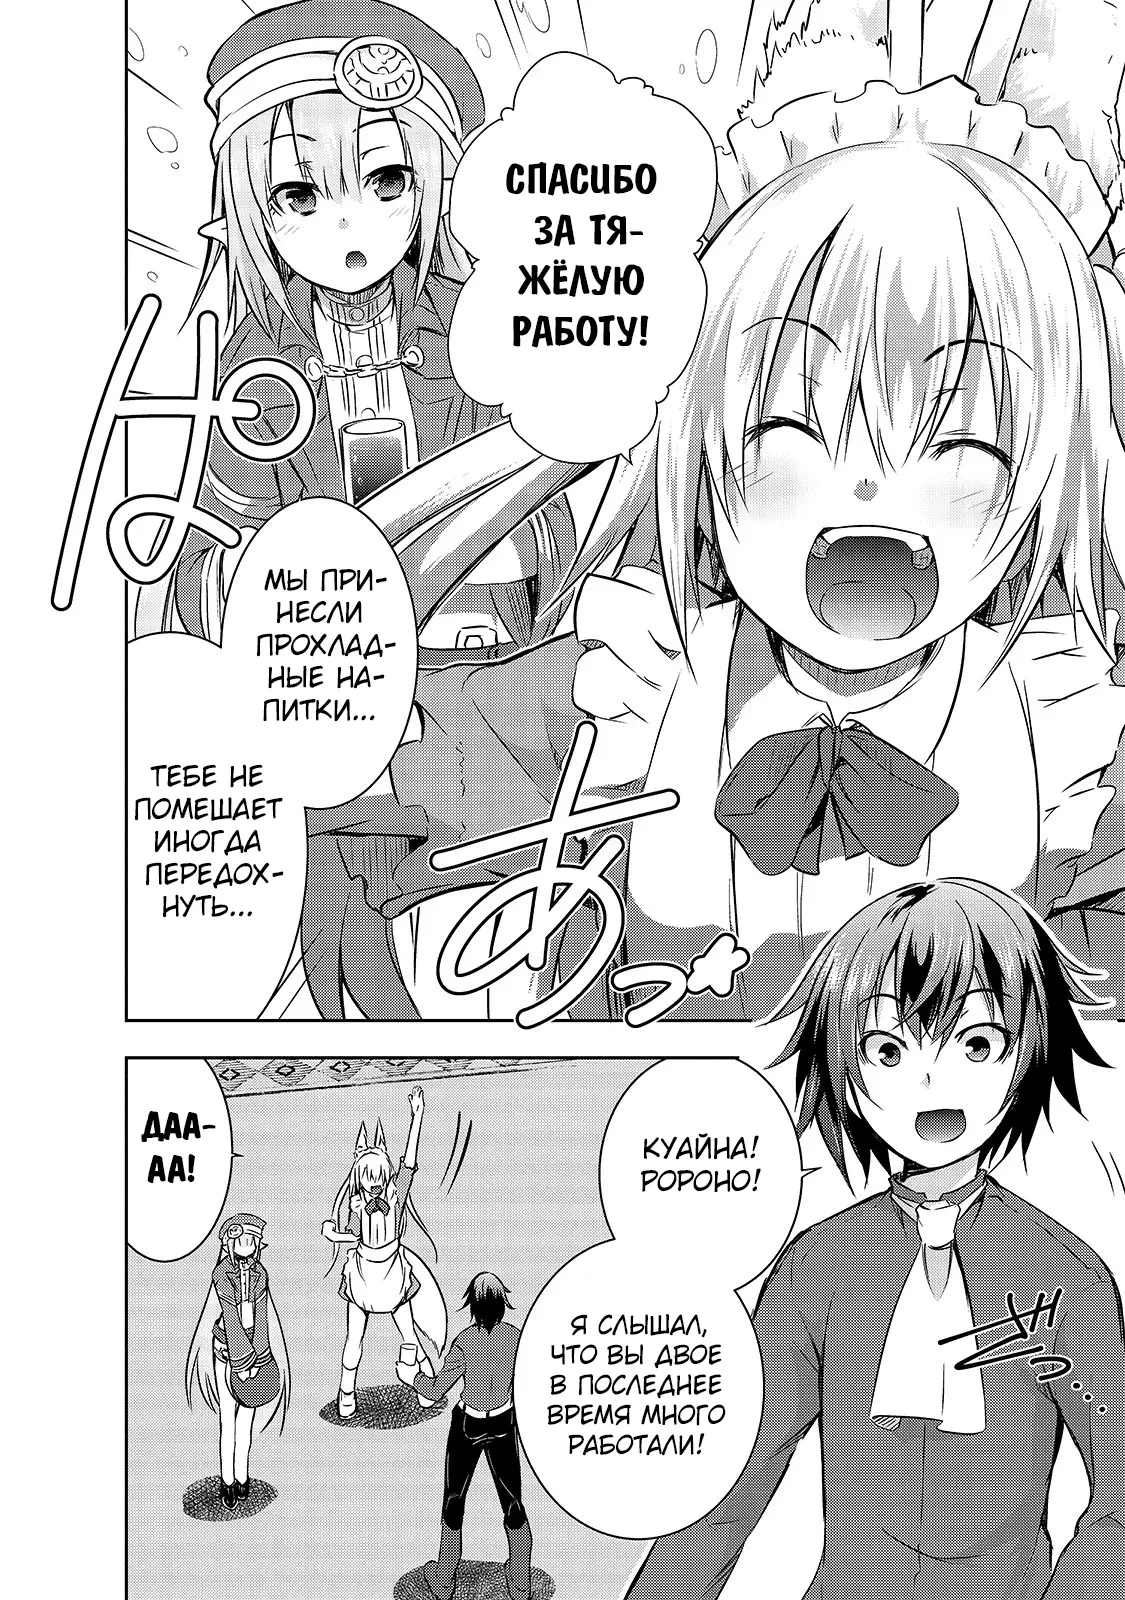 СПАСИБО
ЗА ТЯ-
ЖЁЛУЮ
РАБОТУ!
МЫ ПРИ-
НЕСЛИ
ПРОХЛАД-
НЫЕ НА-
ПИТКИ...
ТЕБЕ НЕ
ПОМЕШАЕТ
ИНОГДА
ПЕРЕДОХ-
НУТЬ...
あっ
КУАЙНА!
РОРОНО!
Я СЛЫШАЛ,
ЧТО ВЫ ДВОЕ
В ПОСЛЕДНЕЕ
ВРЕМЯ МНОГО
РАБОТАЛИ!
ДАА-
АА!